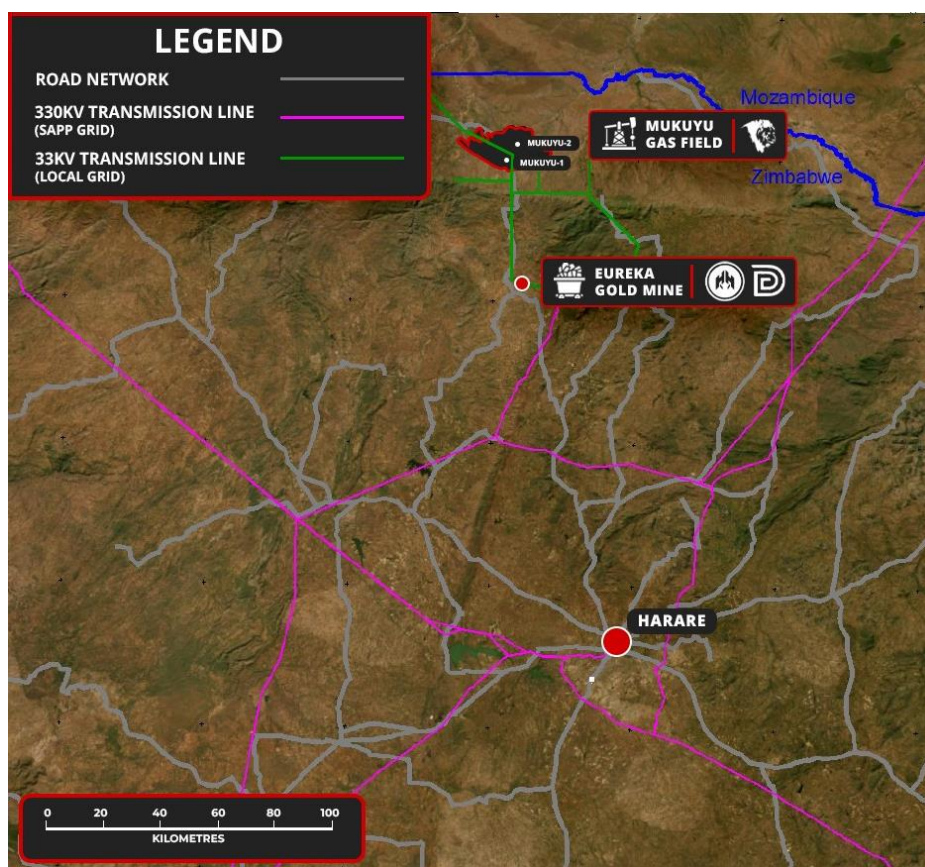 LEGEND
ROAD NETWORK
330KV TRANSMISSION LINE
(SAPP GRID)
33KV TRANSMISSION LINE
(LOCAL GRID)
Mozambique
Zimbabwe
MUKUYU-2
MUKUYU-1
MUKUYU
GAS FIELD
EUREKA
GOLD MINE
HARARE
0 20 40 60 80 100
KILOMETRES